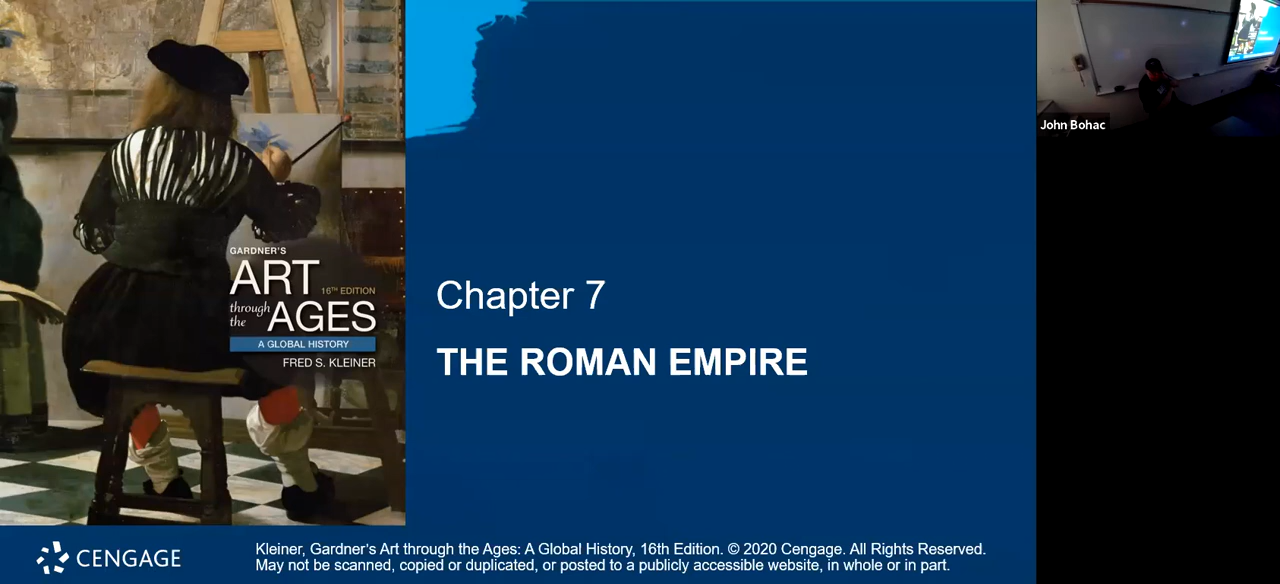 GARDNER'S
ART
16TH EDITION
through
the
AGES
A GLOBAL HISTORY
FRED S. KLEINER
Chapter 7
THE ROMAN EMPIRE
CENGAGE
Kleiner, Gardner's Art through the Ages: A Global History, 16th Edition. © 2020 Cengage. All Rights Reserved.
May not be scanned, copied or duplicated, or posted to a publicly accessible website, in whole or in part.
John Bohac